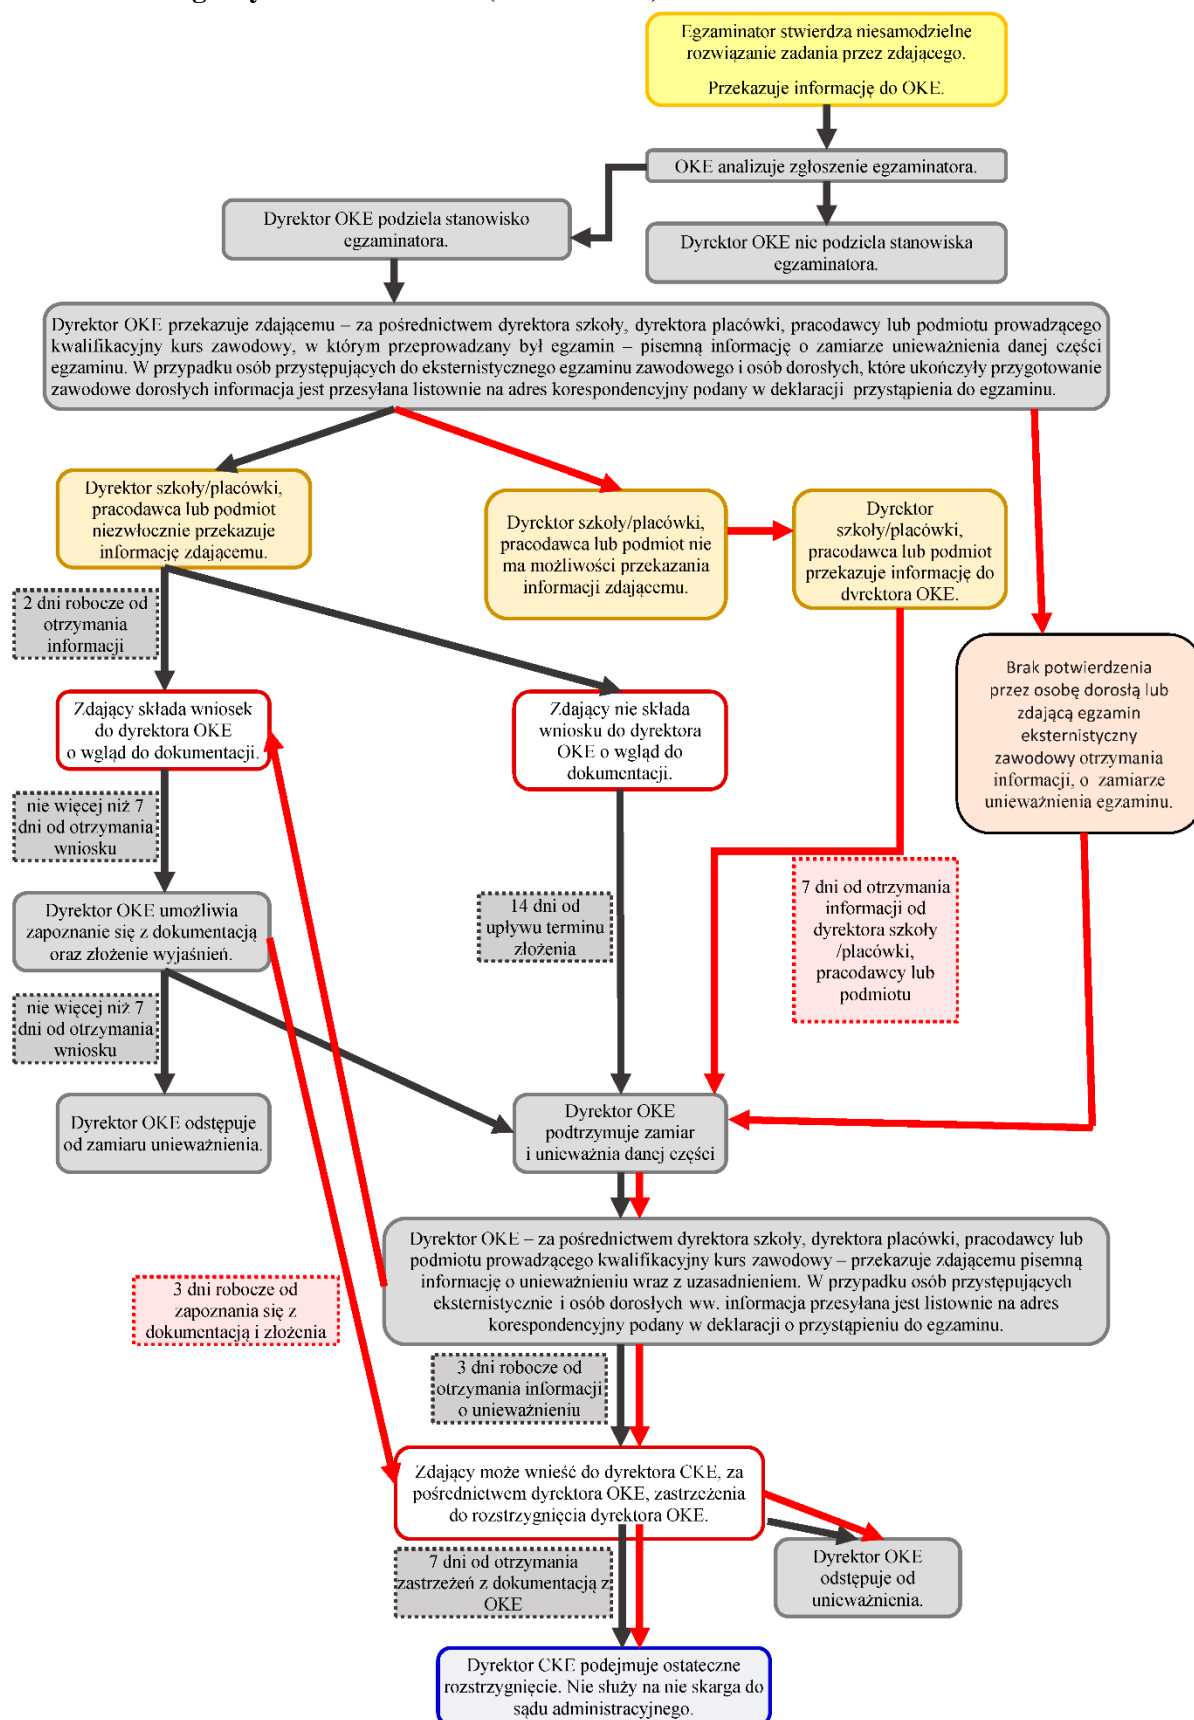 Egzaminator stwierdza niesamodzielne
rozwiązanie zadania przez zdającego.
Przekazuje informację do OKE.
OKE analizuje zgłoszenie egzaminatora.
Dyrektor OKE podziela stanowisko
egzaminatora.
Dyrektor OKE nie podziela stanowiska
egzaminatora.
Dyrektor OKE przekazuje zdającemu – za pośrednictwem dyrektora szkoły, dyrektora placówki, pracodawcy lub podmiotu prowadzącego
kwalifikacyjny kurs zawodowy, w którym przeprowadzany był egzamin – pisemną informację o zamiarze unieważnienia danej części
egzaminu. W przypadku osób przystępujących do eksternistycznego egzaminu zawodowego i osób dorosłych, które ukończyły przygotowanie
zawodowe dorosłych informacja jest przesyłana listownie na adres korespondencyjny podany w deklaracji przystąpienia do egzaminu.
Dyrektor szkoły/placówki,
pracodawca lub podmiot
niezwłocznie przekazuje
informację zdającemu.
Dyrektor szkoły/placówki,
pracodawca lub podmiot nie
ma możliwości przekazania
informacji zdającemu.
Dyrektor
szkoły/placówki,
pracodawca lub podmiot
przekazuje informację do
dyrektora OKE.
2 dni robocze od
otrzymania
informacji
Brak potwierdzenia
przez osobę dorosłą lub
zdającą egzamin
eksternistyczny
zawodowy otrzymania
informacji, o zamiarze
unieważnienia egzaminu.
Zdający składa wniosek
do dyrektora OKE
o wgląd do dokumentacji.
Zdający nie składa
wniosku do dyrektora
OKE o wgląd do
dokumentacji.
nie więcej niż 7
dni od otrzymania
wniosku
7 dni od otrzymania
informacji od
dyrektora szkoły
/placówki,
pracodawcy lub
podmiotu
Dyrektor OKE umożliwia
zapoznanie się z dokumentacją
oraz złożenie wyjaśnień.
14 dni od
upływu terminu
złożenia
nie więcej niż 7
dni od otrzymania
wniosku
Dyrektor OKE odstępuje
od zamiaru unieważnienia.
Dyrektor OKE
podtrzymuje zamiar
i unieważnia danej części
Dyrektor OKE – za pośrednictwem dyrektora szkoły, dyrektora placówki, pracodawcy lub
podmiotu prowadzącego kwalifikacyjny kurs zawodowy – przekazuje zdającemu pisemną
informację o unieważnieniu wraz z uzasadnieniem. W przypadku osób przystępujących
eksternistycznie i osób dorosłych ww. informacja przesyłana jest listownie na adres
korespondencyjny podany w deklaracji o przystąpieniu do egzaminu.
3 dni robocze od
zapoznania się z
dokumentacją i złożenia
3 dni robocze od
otrzymania informacji
o unieważnieniu
Zdający może wnieść do dyrektora CKE, za
pośrednictwem dyrektora OKE, zastrzeżenia
do rozstrzygnięcia dyrektora OKE.
7 dni od otrzymania
zastrzeżeń z dokumentacją z
OKE
Dyrektor OKE
odstępuje od
unieważnienia.
Dyrektor CKE podejmuje ostateczne
rozstrzygnięcie. Nie służy na nie skarga do
sądu administracyjnego.